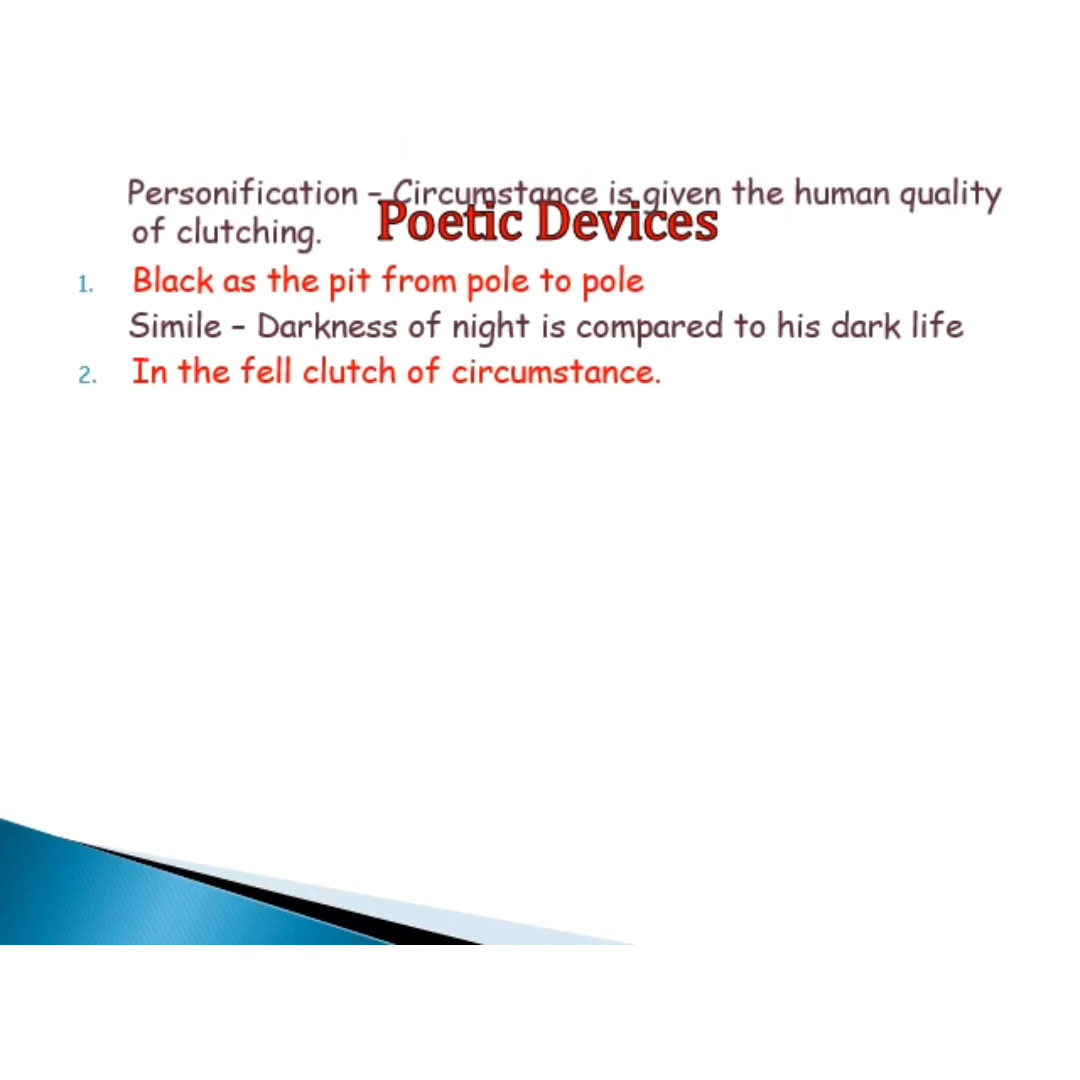 Personification – Circumstance is given the human quality
Poetic Devices
of clutching.
1. Black as the pit from pole to pole
Simile – Darkness of night is compared to his dark life
2. In the fell clutch of circumstance.